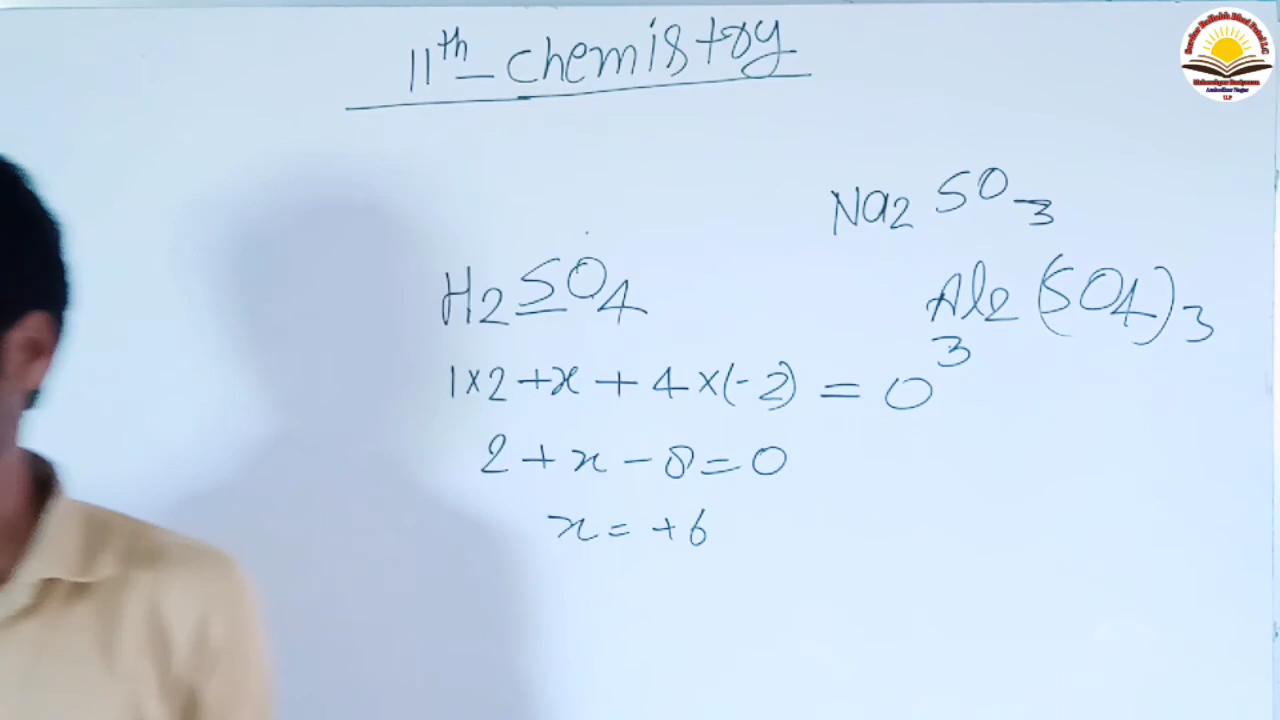 11th - chemistry
Na2 SO3
H2SO4
Al2 (SO4)3
3
1×2+x+4×(-2) = 0
2+x-8=0
x= +6
U.P